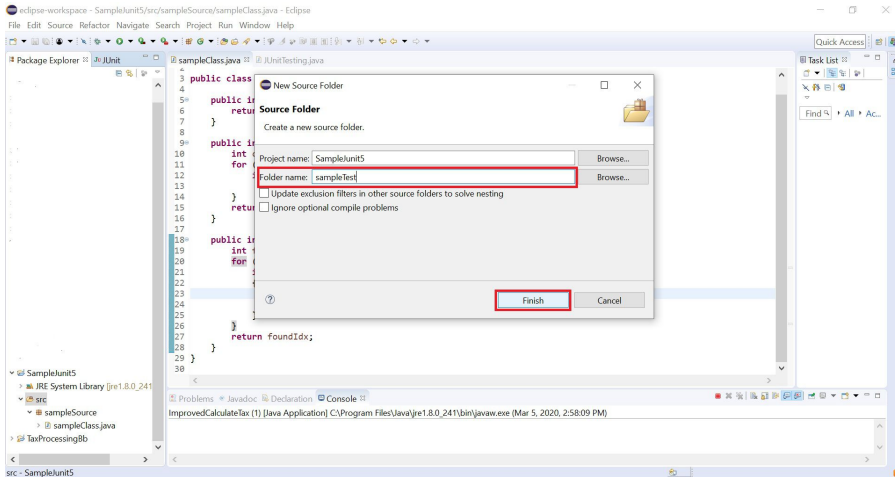 eclipse-workspace - SampleJunit5/src/sampleSource/sampleClass.java - Eclipse
File Edit Source Refactor Navigate Search Project Run Window Help
Quick Access
Package Explorer JUnit
sampleClass.java JUnitTesting.java
Task List
Find All Ac...
3 public class
5 public in
6 retu
7 }
8
9 public in
10 int
11 for (
12
13
14 }
15 retu
16 }
17
18 public in
19 int
20 for (
21
22
23
24
25
26 }
27 return foundIdx;
28 }
29 }
30
New Source Folder
Source Folder
Create a new source folder.
Project name: SampleJunit5 Browse...
Folder name: sampleTest Browse...
Update exclusion filters in other source folders to solve nesting
Ignore optional compile problems
? Finish Cancel
SampleJunit5
JRE System Library [jre1.8.0_241
src
sampleSource
sampleClass.java
TaxProcessingBb
Problems Javadoc Declaration Console
ImprovedCalculateTax (1) [Java Application] C:\Program Files\Java\jre1.8.0_241\bin\javaw.exe (Mar 5, 2020, 2:58:09 PM)
src - SampleJunit5